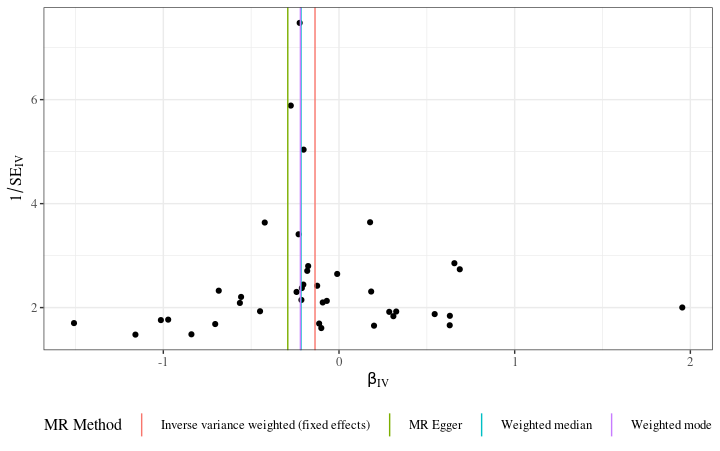 6
4
2
1/SE_IV
-1 0 1 2
β_IV
MR Method Inverse variance weighted (fixed effects) MR Egger Weighted median Weighted mode